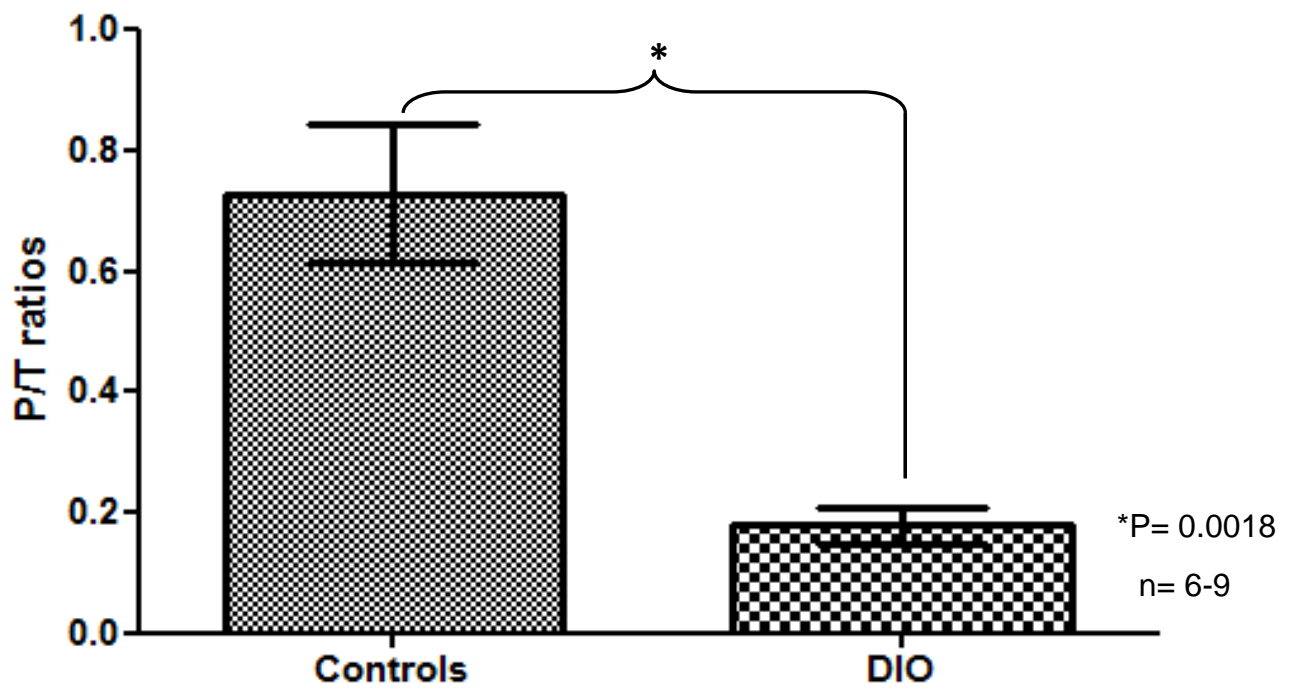 *
1.0
0.8
0.6
0.4
0.2
0.0
P/T ratios
Controls
DIO
*P= 0.0018
n= 6-9